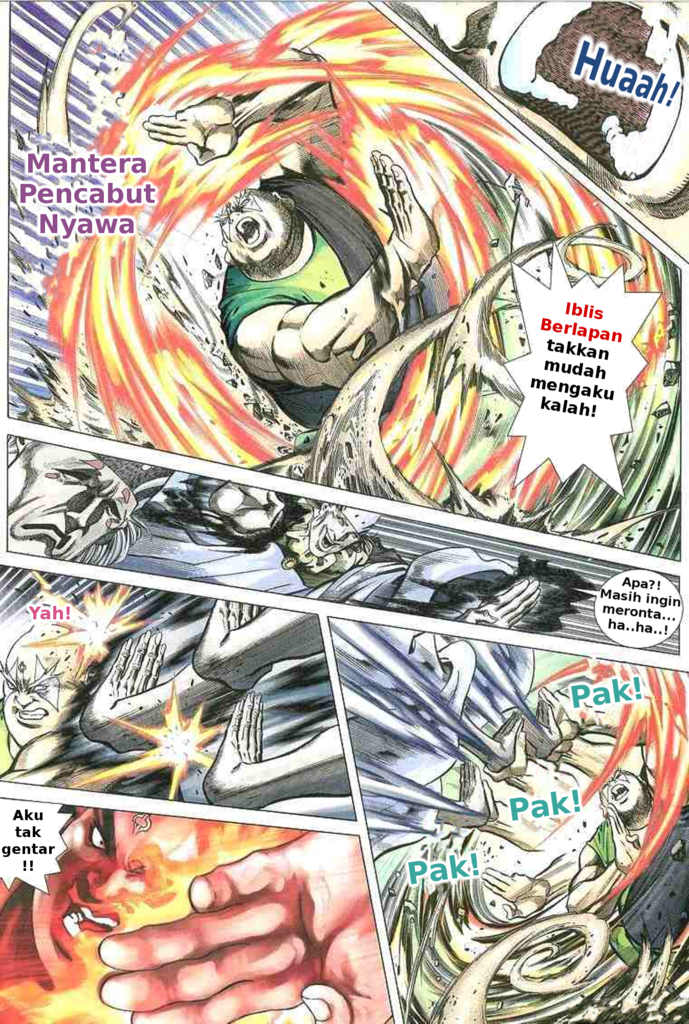 Huaah!
Mantera
Pencabut
Nyawa
Iblis
Berlapan
takkan
mudah
mengaku
kalah!
Apa?!
Masih ingin
meronta...
ha..ha..!
Yah!
Pak!
Pak!
Pak!
Aku
tak
gentar
!!